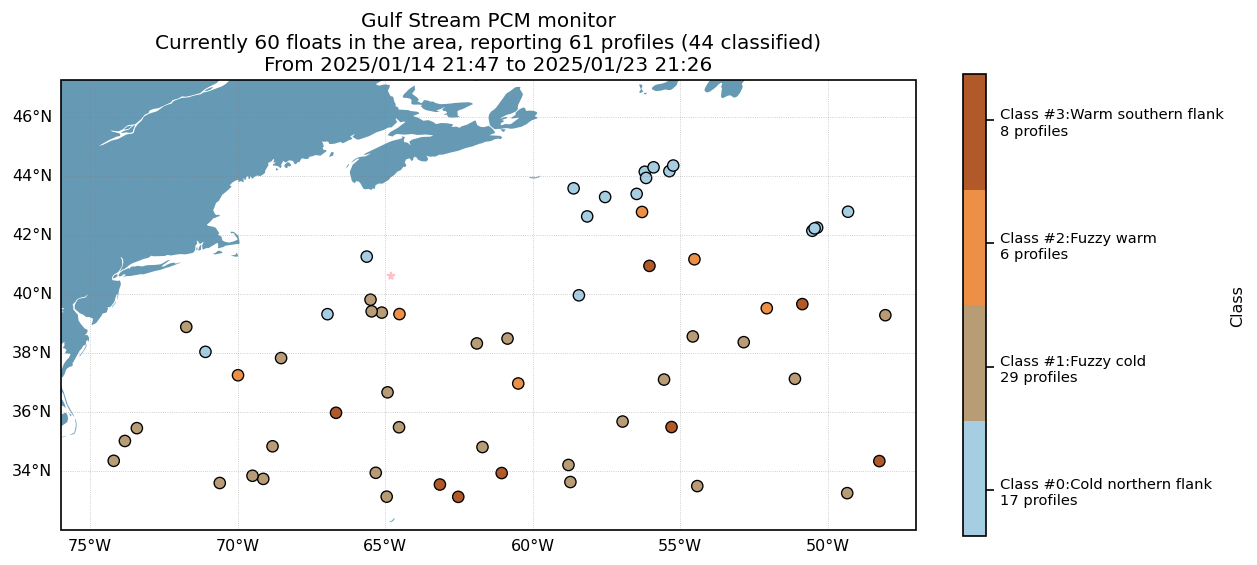 Gulf Stream PCM monitor
Currently 60 floats in the area, reporting 61 profiles (44 classified)
From 2025/01/14 21:47 to 2025/01/23 21:26
46°N
44°N
42°N
40°N
38°N
36°N
34°N
75°W
70°W
65°W
60°W
55°W
50°W
Class #3:Warm southern flank
8 profiles
Class #2:Fuzzy warm
6 profiles
Class #1:Fuzzy cold
29 profiles
Class #0:Cold northern flank
17 profiles
Class